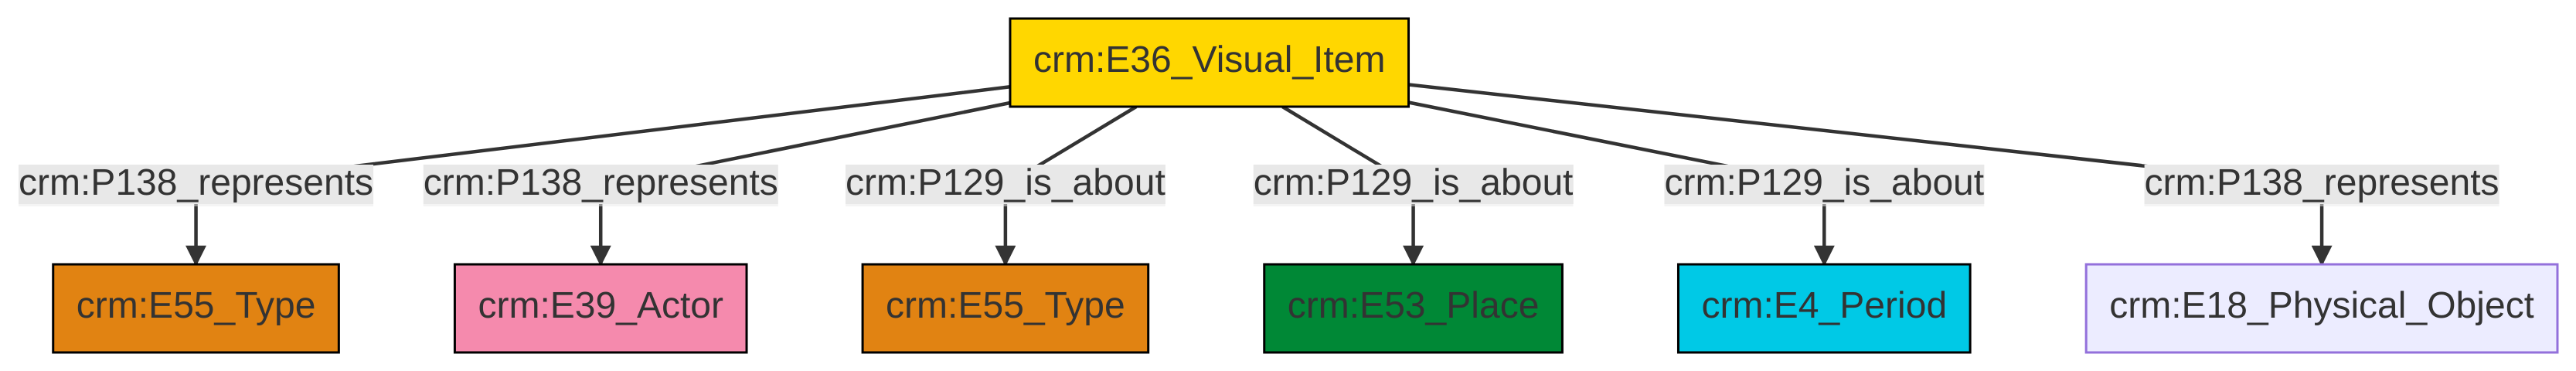 crm:E36_Visual_Item
crm:P138_represents
crm:P138_represents
crm:P129_is_about
crm:P129_is_about
crm:P129_is_about
crm:P138_represents
crm:E55_Type
crm:E39_Actor
crm:E55_Type
crm:E53_Place
crm:E4_Period
crm:E18_Physical_Object